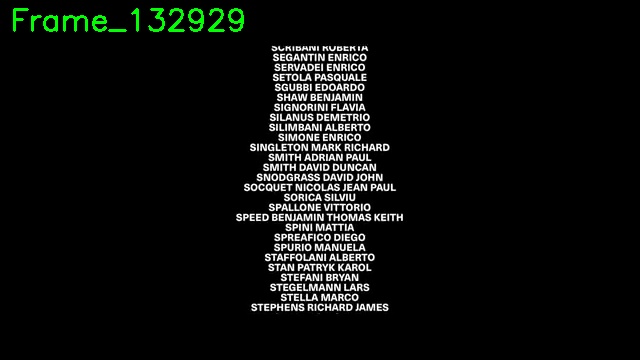 Frame_132929
SCRIBANI ROBERTA
SEGANTIN ENRICO
SERVADEI ENRICO
SETOLA PASQUALE
SGUBBI EDOARDO
SHAW BENJAMIN
SIGNORINI FLAVIA
SILANUS DEMETRIO
SILIMBANI ALBERTO
SIMONE ENRICO
SINGLETON MARK RICHARD
SMITH ADRIAN PAUL
SMITH DAVID DUNCAN
SNODGRASS DAVID JOHN
SOCQUET NICOLAS JEAN PAUL
SORICA SILVIU
SPALLONE VITTORIO
SPEED BENJAMIN THOMAS KEITH
SPINI MATTIA
SPREAFICO DIEGO
SPURIO MANUELA
STAFFOLANI ALBERTO
STAN PATRYK KAROL
STEFANI BRYAN
STEGELMANN LARS
STELLA MARCO
STEPHENS RICHARD JAMES